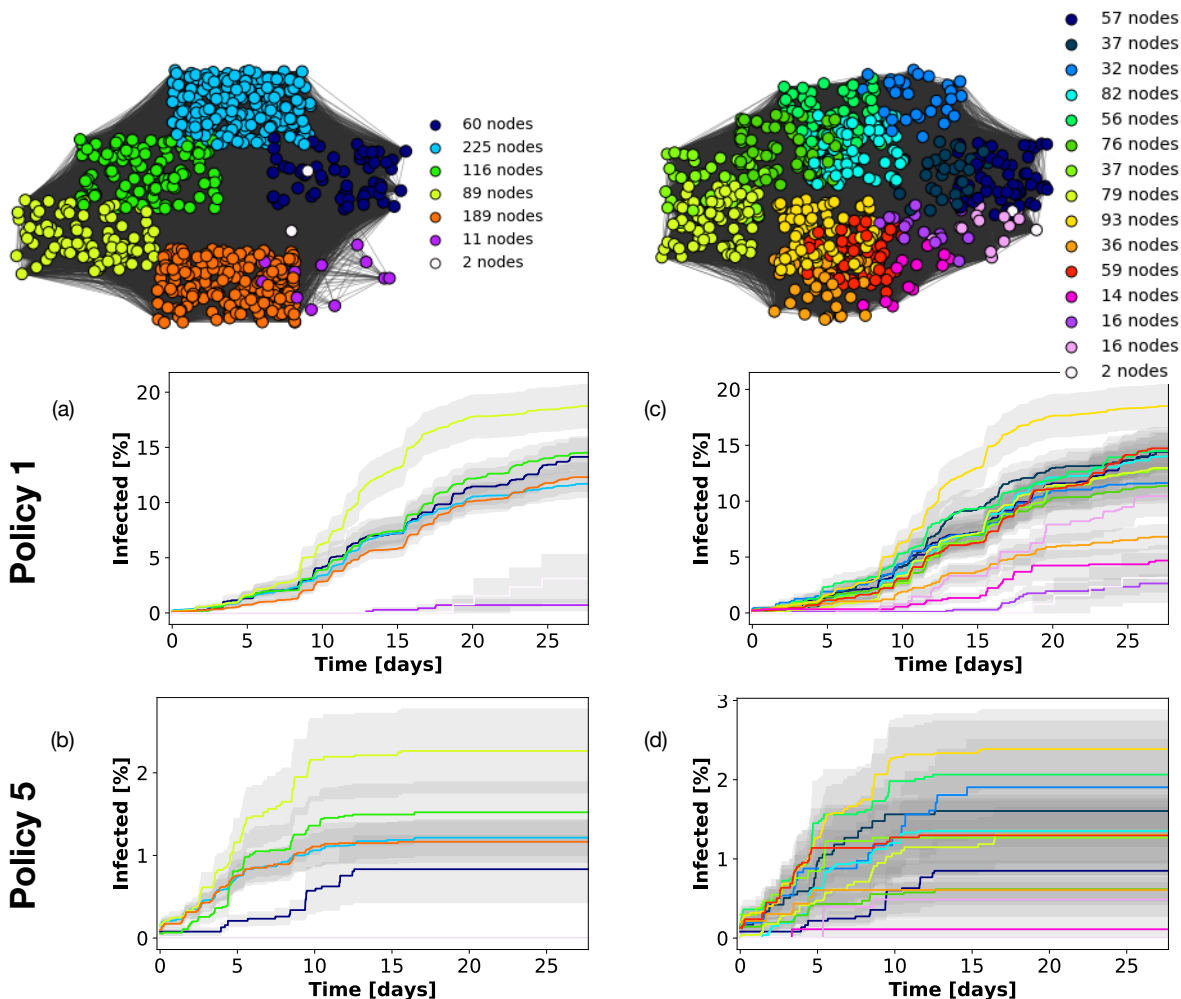 60 nodes
225 nodes
116 nodes
89 nodes
189 nodes
11 nodes
2 nodes
57 nodes
37 nodes
32 nodes
82 nodes
56 nodes
76 nodes
37 nodes
79 nodes
93 nodes
36 nodes
59 nodes
14 nodes
16 nodes
16 nodes
2 nodes
Policy 1
(a)
Infected [%]
20
15
10
5
0
0 5 10 15 20 25
Time [days]
(c)
Infected [%]
20
15
10
5
0
0 5 10 15 20 25
Time [days]
Policy 5
(b)
Infected [%]
2
1
0
0 5 10 15 20 25
Time [days]
(d)
Infected [%]
3
2
1
0
0 5 10 15 20 25
Time [days]